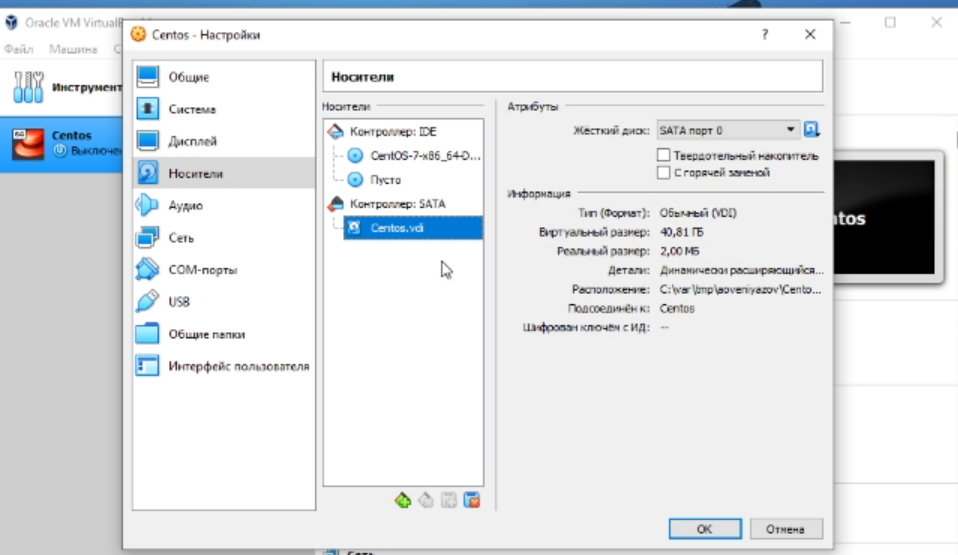 Oracle VM Virtual
Centos - Настройки
?
Файл Машина
Инструмент
64
Centos
Выключе
Общие
Система
Дисплей
Носители
Аудио
Сеть
COM-порты
USB
Общие папки
Интерфейс пользователя
Носители
Носители
Контроллер: IDE
CentOS-7-x86_64-D...
Пусто
Контроллер: SATA
Centos.vdi
Атрибуты
Жёсткий диск: SATA порт 0
Твердотельный накопитель
С горячей заменой
Информация
Тип (Формат): Обычный (VDI)
Виртуальный размер: 40,81 ГБ
Реальный размер: 2,00 МБ
Детали: Динамически расширяющийся...
Расположение: C:\var\tmp\aoveniyazov\Cento...
Подсоединён к: Centos
Шифрован ключём с ИД: --
OK Отмена
ntos
Сеть